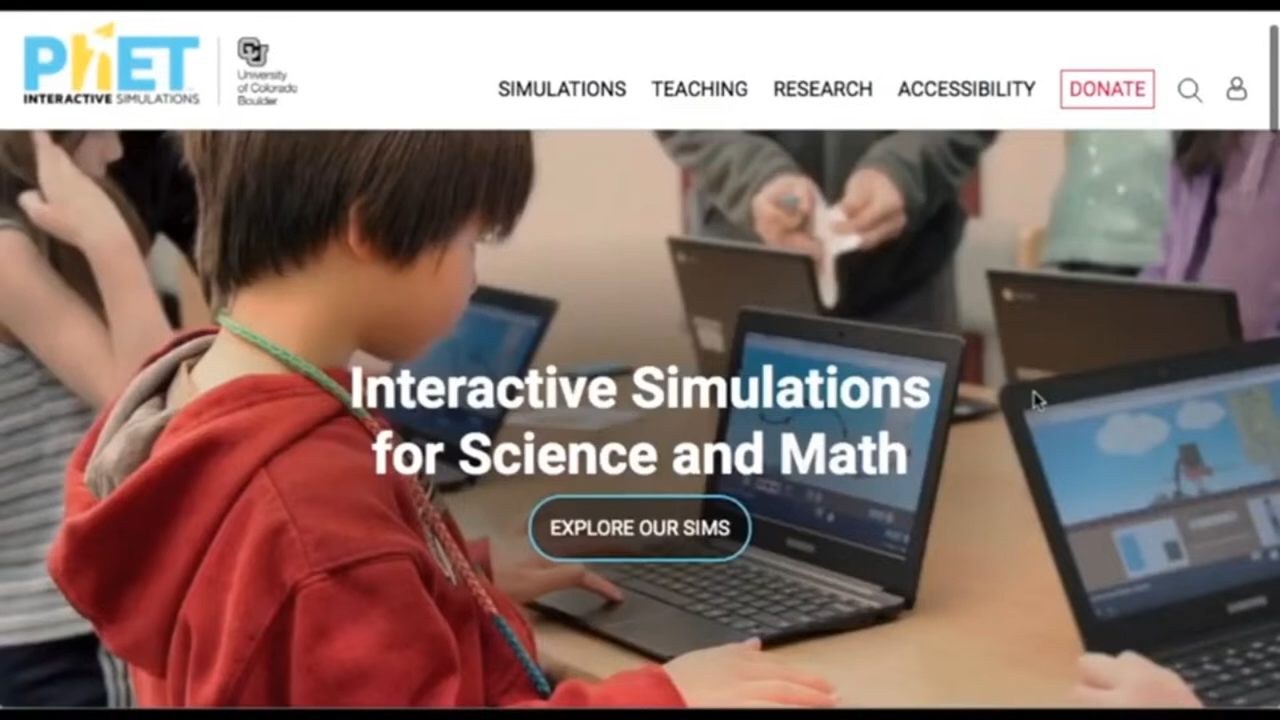 PhET
INTERACTIVE SIMULATIONS
CU
University
of Colorado
Boulder
SIMULATIONS TEACHING RESEARCH ACCESSIBILITY DONATE
Interactive Simulations
for Science and Math
EXPLORE OUR SIMS